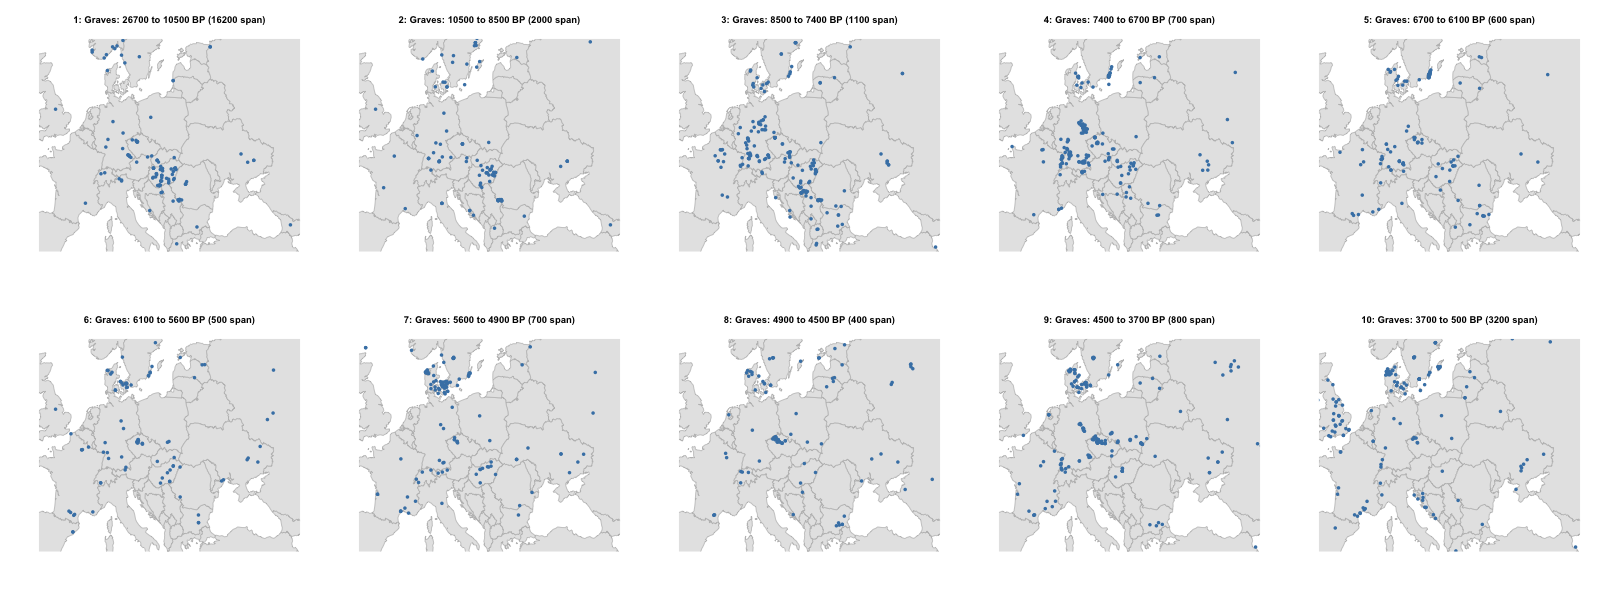 1: Graves: 26700 to 10500 BP (16200 span)
2: Graves: 10500 to 8500 BP (2000 span)
3: Graves: 8500 to 7400 BP (1100 span)
4: Graves: 7400 to 6700 BP (700 span)
5: Graves: 6700 to 6100 BP (600 span)
6: Graves: 6100 to 5600 BP (500 span)
7: Graves: 5600 to 4900 BP (700 span)
8: Graves: 4900 to 4500 BP (400 span)
9: Graves: 4500 to 3700 BP (800 span)
10: Graves: 3700 to 500 BP (3200 span)